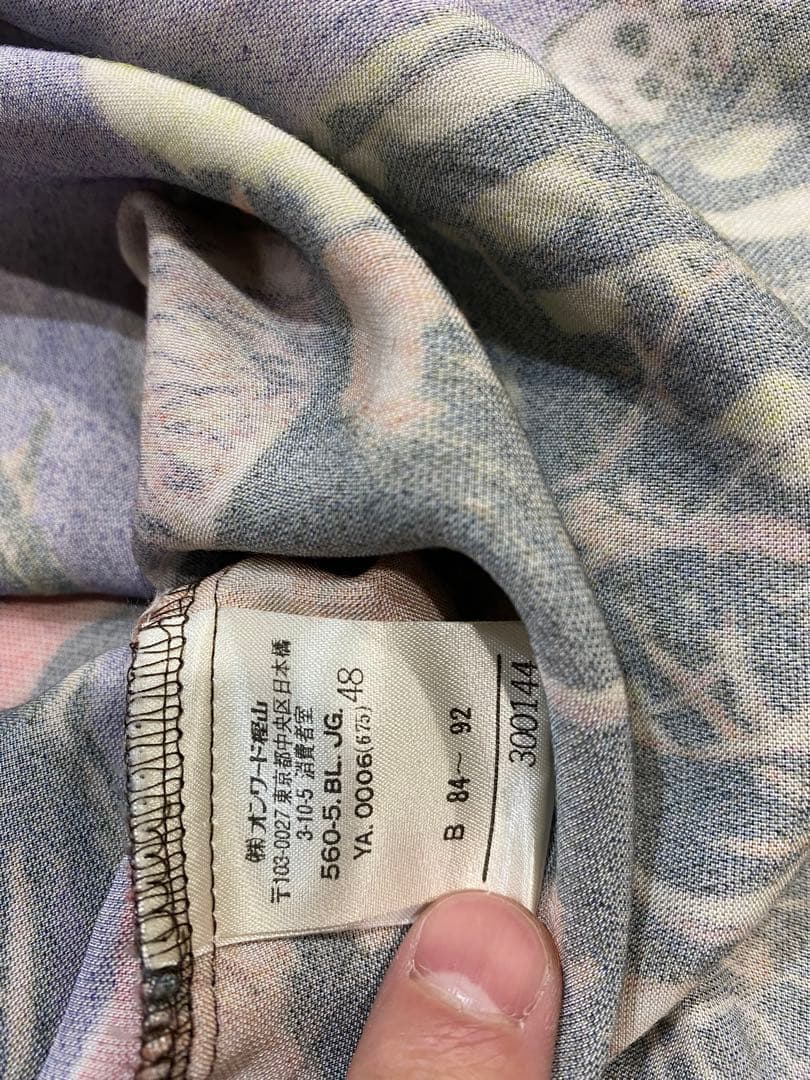 ㈱オンワード樫山
〒103-0027 東京都中央区日本橋
3-10-5 消費者室
560-5. BL. JG.
YA. 0006(675) 48
B 84〜 92
300144